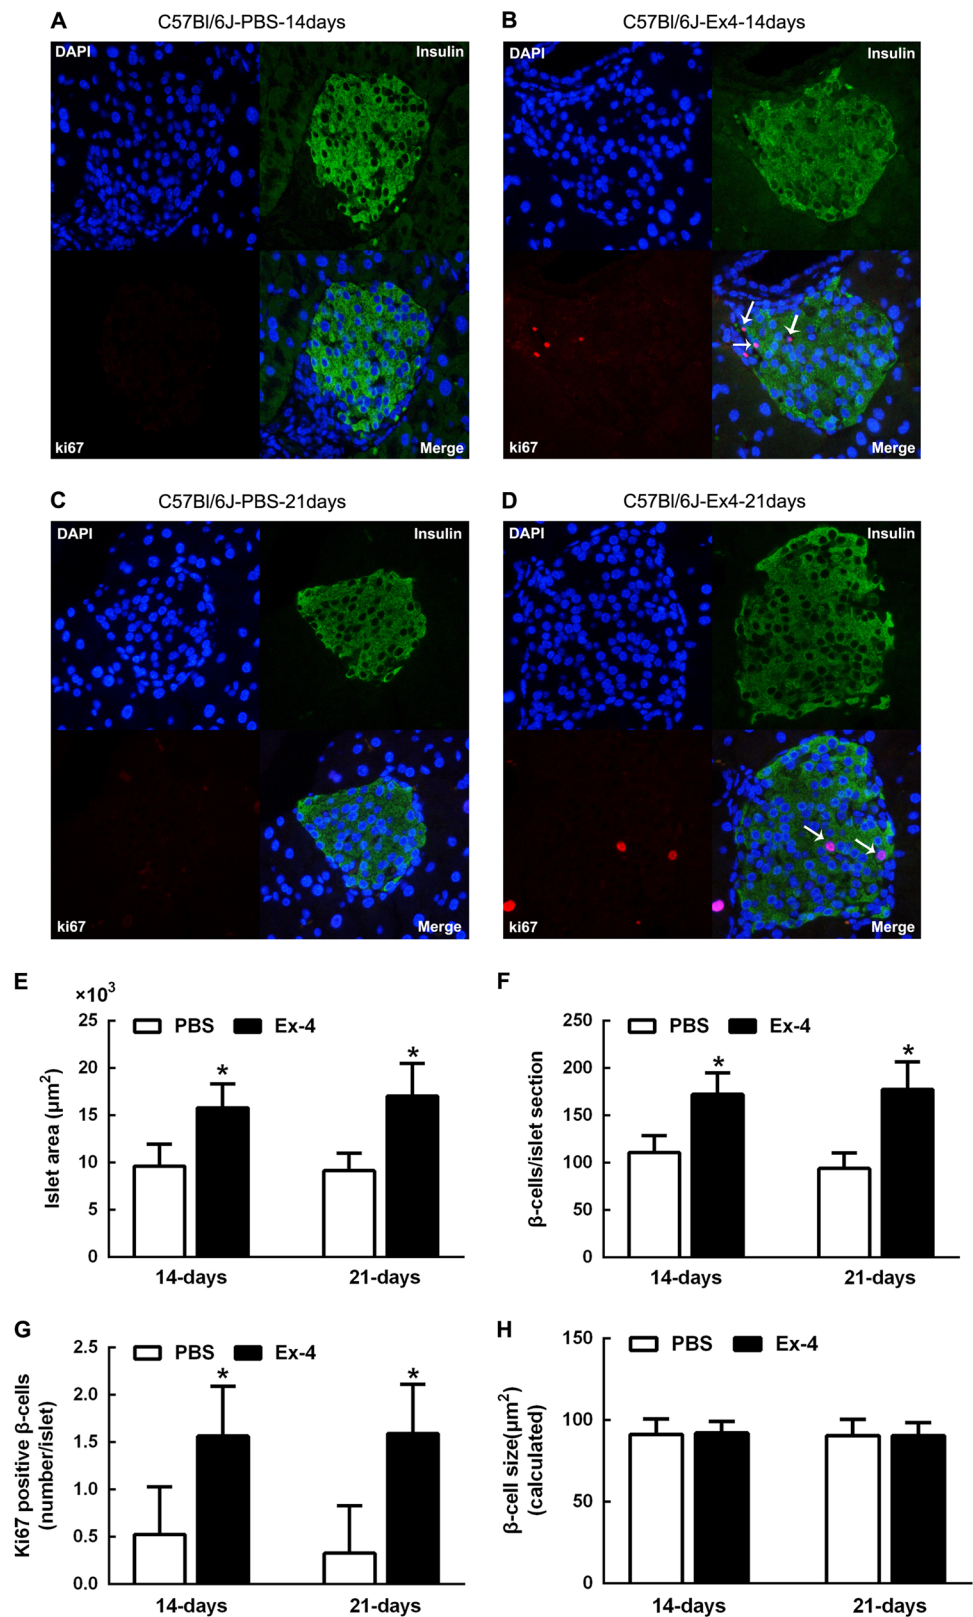 A C57Bl/6J-PBS-14days
B C57Bl/6J-Ex4-14days
DAPI Insulin
DAPI Insulin
ki67 Merge
ki67 Merge
C C57Bl/6J-PBS-21days
D C57Bl/6J-Ex4-21days
DAPI Insulin
DAPI Insulin
ki67 Merge
ki67 Merge
E
×10³
PBS Ex-4
Islet area (μm²)
25
20
15
10
5
0
* *
14-days 21-days
F
PBS Ex-4
β-cells/islet section
250
200
150
100
50
0
* *
14-days 21-days
G
PBS Ex-4
Ki67 positive β-cells
(number/islet)
2.5
2.0
1.5
1.0
0.5
0.0
* *
14-days 21-days
H
PBS Ex-4
β-cell size(μm²)
(calculated)
150
100
50
0
14-days 21-days